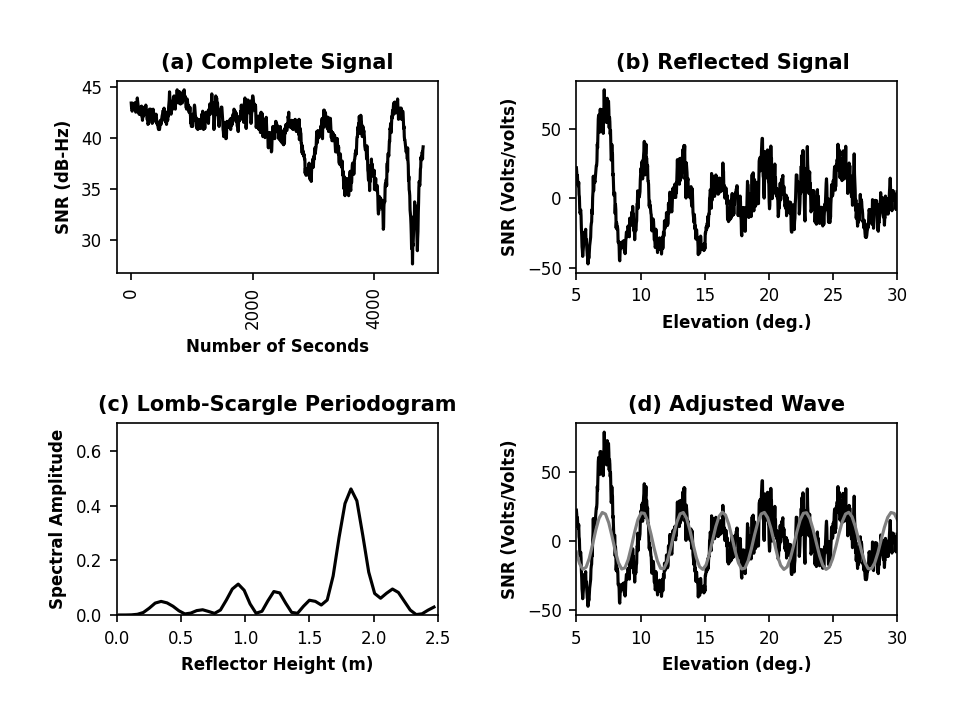 (a) Complete Signal
SNR (dB-Hz)
45
40
35
30
0
2000
4000
Number of Seconds
(b) Reflected Signal
SNR (Volts/volts)
50
0
−50
5
10
15
20
25
30
Elevation (deg.)
(c) Lomb-Scargle Periodogram
Spectral Amplitude
0.6
0.4
0.2
0.0
0.0
0.5
1.0
1.5
2.0
2.5
Reflector Height (m)
(d) Adjusted Wave
SNR (Volts/Volts)
50
0
−50
5
10
15
20
25
30
Elevation (deg.)